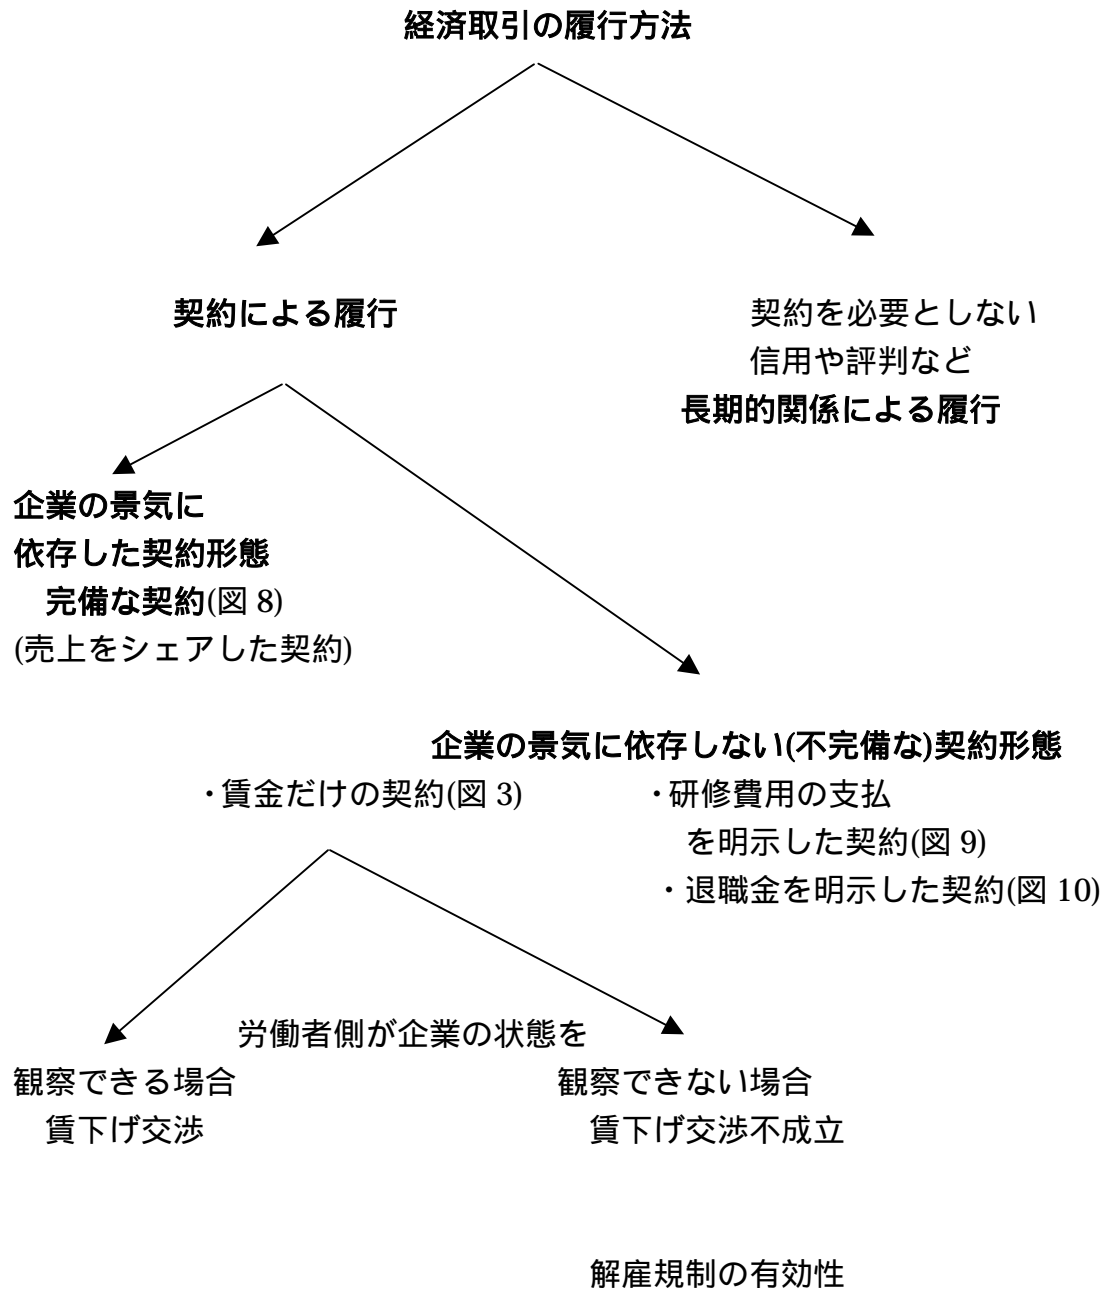 経済取引の履行方法
契約による履行
契約を必要としない
信用や評判など
長期的関係による履行
企業の景気に
依存した契約形態
完備な契約(図 8)
(売上をシェアした契約)
企業の景気に依存しない(不完備な)契約形態
・賃金だけの契約(図 3)
・研修費用の支払
を明示した契約(図 9)
・退職金を明示した契約(図 10)
労働者側が企業の状態を
観察できる場合
賃下げ交渉
観察できない場合
賃下げ交渉不成立
解雇規制の有効性